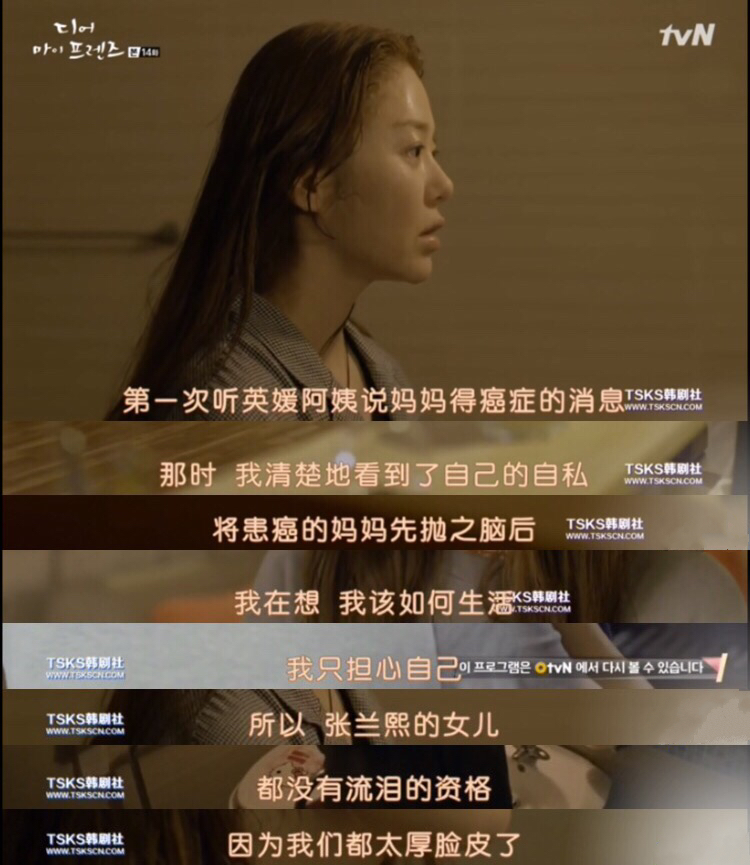 디어
마이 프렌즈 본 14화
tvN
第一次听英媛阿姨说妈妈得癌症的消息
TSKS韩剧社
WWW.TSKSCN.COM
那时 我清楚地看到了自己的自私
TSKS韩剧社
WWW.TSKSCN.COM
将患癌的妈妈先抛之脑后
TSKS韩剧社
WWW.TSKSCN.COM
我在想 我该如何生活
KS韩剧社
WW.TSKSCN.COM
TSKS韩剧社
WWW.TSKSCN.COM
我只担心自己
이 프로그램은 OtvN 에서 다시 볼 수 있습니다
TSKS韩剧社
WWW.TSKSCN.COM
所以 张兰熙的女儿
TSKS韩剧社
WWW.TSKSCN.COM
都没有流泪的资格
TSKS韩剧社
WWW.TSKSCN.COM
因为我们都太厚脸皮了